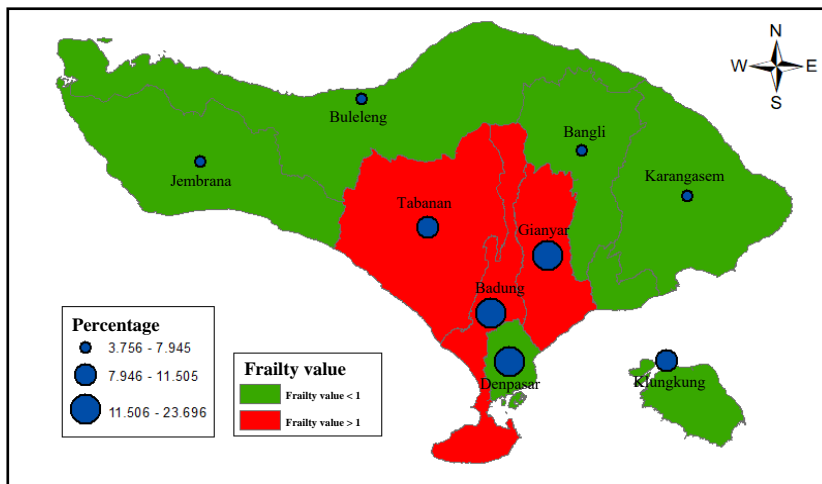 N
W E
S
Buleleng
Bangli
Jembrana
Karangasem
Tabanan
Gianyar
Badung
Denpasar
Klungkung
Percentage
3.756 - 7.945
7.946 - 11.505
11.506 - 23.696
Frailty value
Frailty value < 1
Frailty value > 1